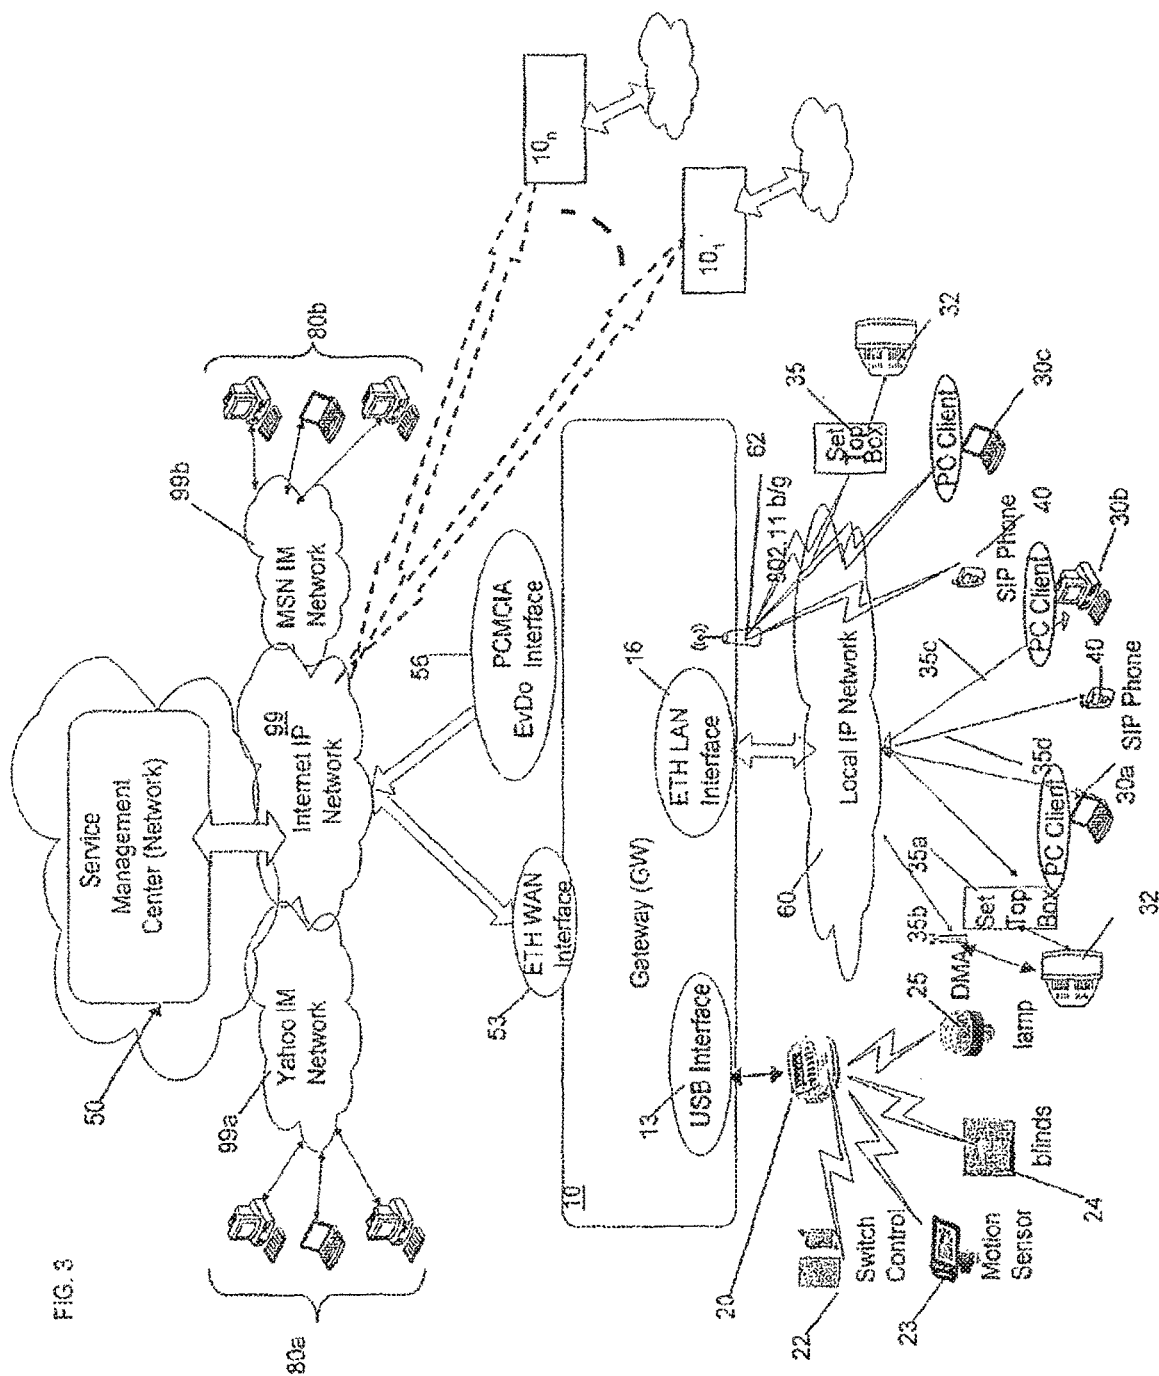 FIG. 3
80a
80b
50
Service
Management
Center (Network)
99a
Yahoo IM
Network
99
Internet IP
Network
99b
MSN IM
Network
53
ETH WAN
Interface
56
PCMCIA
EvDo Interface
10n
101
10
Gateway (GW)
13
USB Interface
16
ETH LAN
Interface
62
802.11 b/g
20
60
Local IP Network
22
Switch
Control
23
Motion
Sensor
24
blinds
25
lamp
DMA
35b
35a
Set
Top
Box
32
PC Client
30a
35d
SIP Phone
40
35c
PC Client
30b
SIP Phone
40
PC Client
30c
35
Set
Top
Box
32